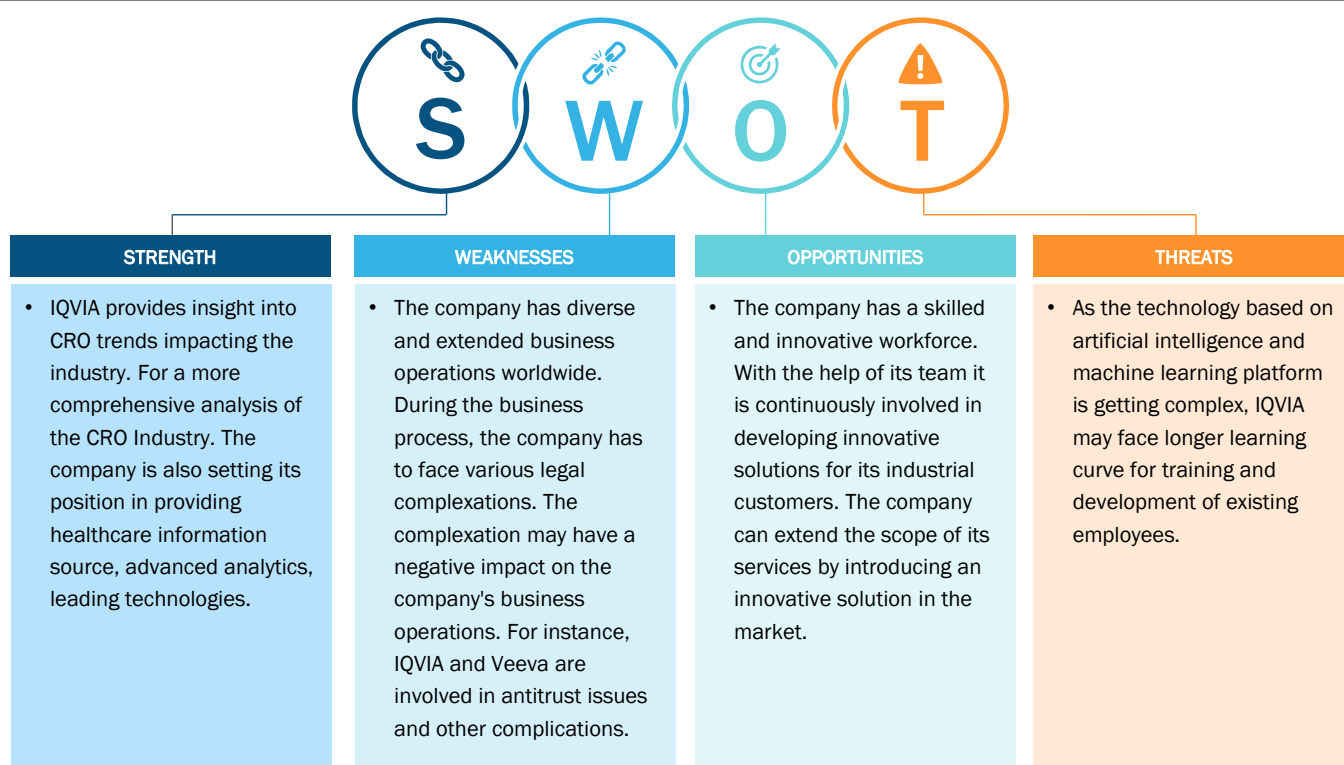 S
W
O
T
STRENGTH
WEAKNESSES
OPPORTUNITIES
THREATS
• IQVIA provides insight into
CRO trends impacting the
industry. For a more
comprehensive analysis of
the CRO Industry. The
company is also setting its
position in providing
healthcare information
source, advanced analytics,
leading technologies.
• The company has diverse
and extended business
operations worldwide.
During the business
process, the company has
to face various legal
complexations. The
complexation may have a
negative impact on the
company's business
operations. For instance,
IQVIA and Veeva are
involved in antitrust issues
and other complications.
• The company has a skilled
and innovative workforce.
With the help of its team it
is continuously involved in
developing innovative
solutions for its industrial
customers. The company
can extend the scope of its
services by introducing an
innovative solution in the
market.
• As the technology based on
artificial intelligence and
machine learning platform
is getting complex, IQVIA
may face longer learning
curve for training and
development of existing
employees.